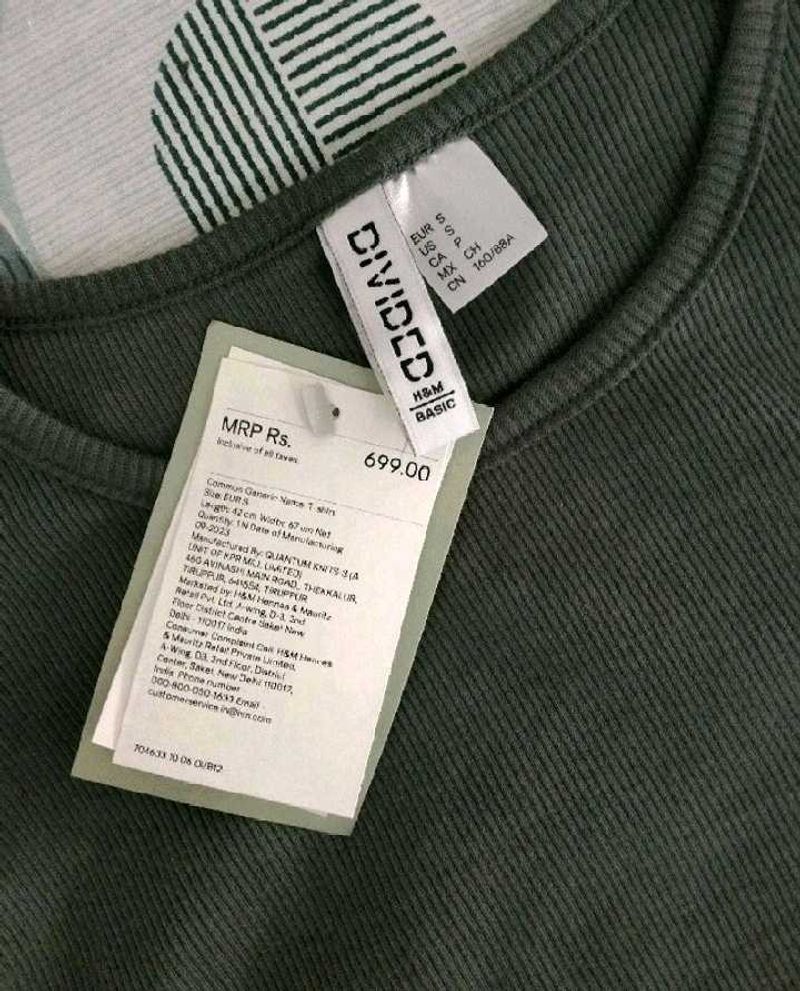 EUR S
US S
CA P
MX CH
CN 160/88A
DIVIDED
H&M
BASIC
MRP Rs.
Inclusive of all taxes
699.00
Common Generic Name: T-shirt
Size: EUR S
Length: 42 cm Width: 67 cm Net
Quantity: 1 N Date of Manufacturing
09-2023
Manufactured By: QUANTUM KNITS-3 (A
UNIT OF KPR MILL LIMITED)
460 AVINASHI MAIN ROAD, THEKKALUR,
TIRUPPUR, 641654, TIRUPPUR
Marketed by: H&M Hennes & Mauritz
Retail Pvt. Ltd. A-wing, D-3, 2nd
Floor District Centre Saket New
Delhi - 110017 India
Consumer Complaint Cell: H&M Hennes
& Mauritz Retail Private Limited,
A-Wing, D3, 2nd Floor, District
Center, Saket, New Delhi 110017,
India Phone number
000-800-050-1633 Email
customerservice.in@hm.com
704633 10 06